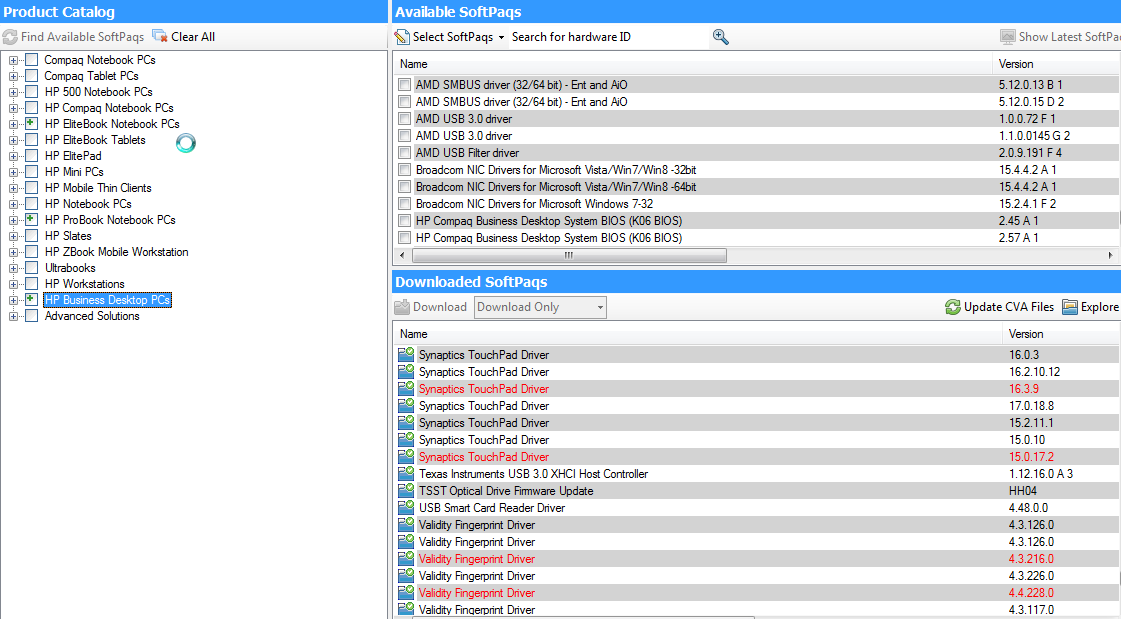 Product Catalog
Find Available SoftPaqs Clear All
Compaq Notebook PCs
Compaq Tablet PCs
HP 500 Notebook PCs
HP Compaq Notebook PCs
HP EliteBook Notebook PCs
HP EliteBook Tablets
HP ElitePad
HP Mini PCs
HP Mobile Thin Clients
HP Notebook PCs
HP ProBook Notebook PCs
HP Slates
HP ZBook Mobile Workstation
Ultrabooks
HP Workstations
HP Business Desktop PCs
Advanced Solutions
Available SoftPaqs
Select SoftPaqs Search for hardware ID Show Latest SoftPa
Name Version
AMD SMBUS driver (32/64 bit) - Ent and AiO 5.12.0.13 B 1
AMD SMBUS driver (32/64 bit) - Ent and AiO 5.12.0.15 D 2
AMD USB 3.0 driver 1.0.0.72 F 1
AMD USB 3.0 driver 1.1.0.0145 G 2
AMD USB Filter driver 2.0.9.191 F 4
Broadcom NIC Drivers for Microsoft Vista/Win7/Win8 -32bit 15.4.4.2 A 1
Broadcom NIC Drivers for Microsoft Vista/Win7/Win8 -64bit 15.4.4.2 A 1
Broadcom NIC Drivers for Microsoft Windows 7-32 15.2.4.1 F 2
HP Compaq Business Desktop System BIOS (K06 BIOS) 2.45 A 1
HP Compaq Business Desktop System BIOS (K06 BIOS) 2.57 A 1
Downloaded SoftPaqs
Download Download Only Update CVA Files Explore
Name Version
Synaptics TouchPad Driver 16.0.3
Synaptics TouchPad Driver 16.2.10.12
Synaptics TouchPad Driver 16.3.9
Synaptics TouchPad Driver 17.0.18.8
Synaptics TouchPad Driver 15.2.11.1
Synaptics TouchPad Driver 15.0.10
Synaptics TouchPad Driver 15.0.17.2
Texas Instruments USB 3.0 XHCI Host Controller 1.12.16.0 A 3
TSST Optical Drive Firmware Update HH04
USB Smart Card Reader Driver 4.48.0.0
Validity Fingerprint Driver 4.3.126.0
Validity Fingerprint Driver 4.3.126.0
Validity Fingerprint Driver 4.3.216.0
Validity Fingerprint Driver 4.3.226.0
Validity Fingerprint Driver 4.4.228.0
Validity Fingerprint Driver 4.3.117.0